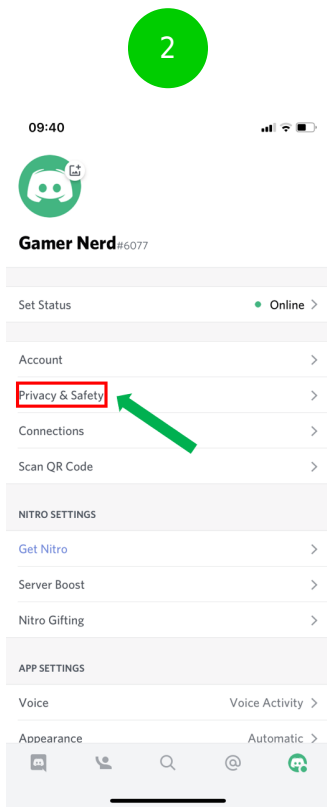 2
09:40
Gamer Nerd#6077
Set Status Online
Account
Privacy & Safety
Connections
Scan QR Code
NITRO SETTINGS
Get Nitro
Server Boost
Nitro Gifting
APP SETTINGS
Voice Voice Activity
Appearance Automatic
@